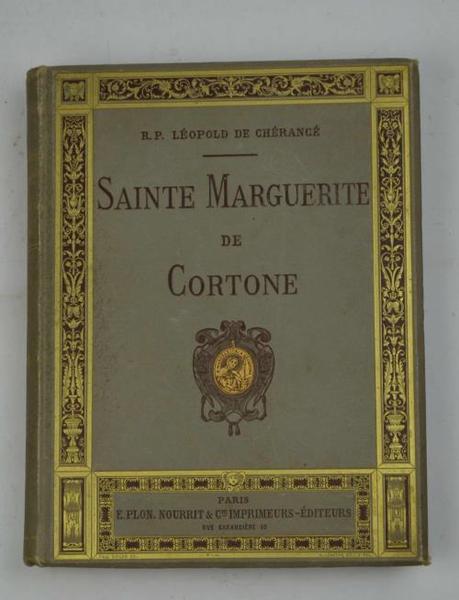 R.P. LÉOPOLD DE CHÉRANCÉ
SAINTE MARGUERITE
DE
CORTONE
PARIS
E. PLON, NOURRIT & Cie IMPRIMEURS-ÉDITEURS
RUE GARANCIÈRE 10